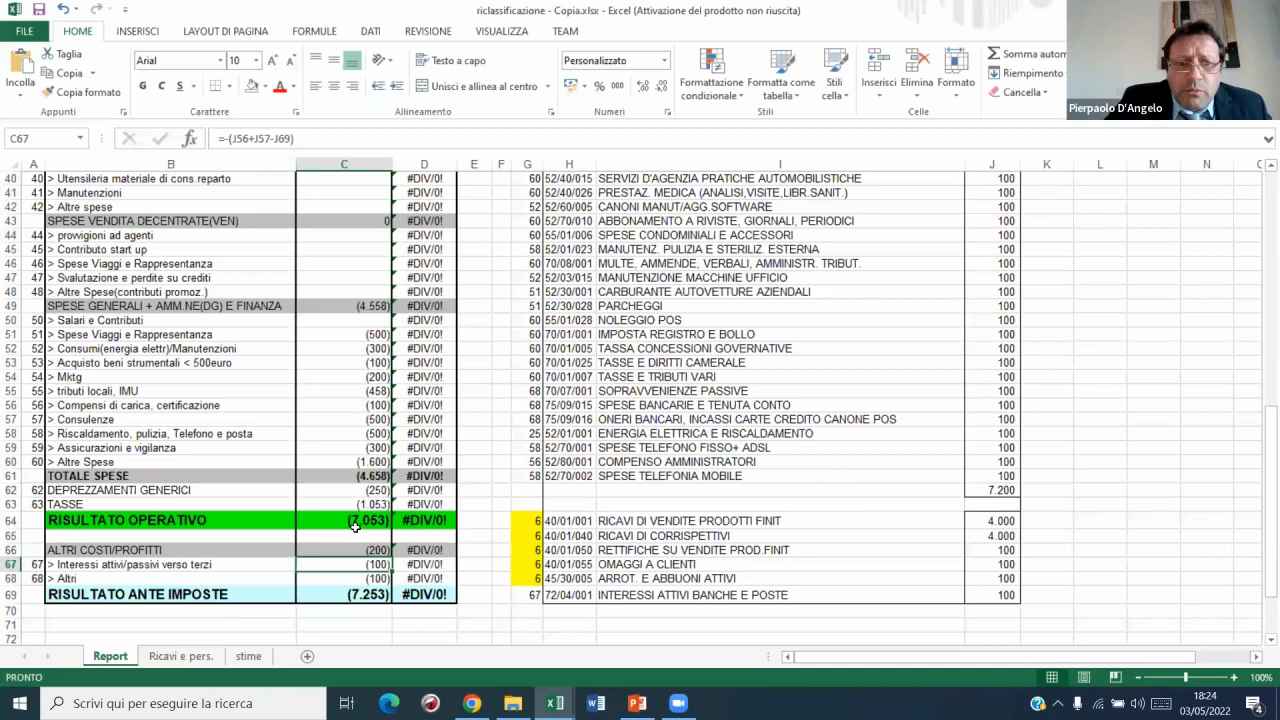 riclassificazione - Copia.xlsx - Excel (Attivazione del prodotto non riuscita)
FILE HOME INSERISCI LAYOUT DI PAGINA FORMULE DATI REVISIONE VISUALIZZA TEAM
Incolla Taglia Copia Copia formato Appunti
Arial 10 G C S Carattere
Testo a capo Unisci e allinea al centro Allineamento
Personalizzato % 000 Numeri
Formattazione condizionale Formatta come tabella Stili cella Stili
Inserisci Elimina Formato Celle
Somma autom Riempimento Cancella
Pierpaolo D'Angelo
C67 fx =-(J56+J57-J69)
A B C D E F G H I J K L M N
40 40 > Utensileria materiale di cons.reparto #DIV/0! 60 52/40/015 SERVIZI D'AGENZIA PRATICHE AUTOMOBILISTICHE 100
41 41 > Manutenzioni #DIV/0! 60 52/40/026 PRESTAZ. MEDICA (ANALISI,VISITE,LIBR.SANIT.) 100
42 42 > Altre spese #DIV/0! 52 52/60/005 CANONI MANUT/AGG.SOFTWARE 100
43 SPESE VENDITA DECENTRATE(VEN) 0 #DIV/0! 60 52/70/010 ABBONAMENTO A RIVISTE, GIORNALI, PERIODICI 100
44 44 > provvigioni ad agenti #DIV/0! 60 55/01/006 SPESE CONDOMINIALI E ACCESSORI 100
45 45 > Contributo start up #DIV/0! 58 52/01/023 MANUTENZ. PULIZIA E STERILIZ. ESTERNA 100
46 46 > Spese Viaggi e Rappresentanza #DIV/0! 60 70/08/001 MULTE, AMMENDE, VERBALI, AMMINISTR. TRIBUT. 100
47 47 > Svalutazione e perdite su crediti #DIV/0! 52 52/03/015 MANUTENZIONE MACCHINE UFFICIO 100
48 48 > Altre Spese(contributi promoz.) #DIV/0! 51 52/30/001 CARBURANTE AUTOVETTURE AZIENDALI 100
49 SPESE GENERALI + AMM.NE(DG) E FINANZA (4.558) #DIV/0! 51 52/30/028 PARCHEGGI 100
50 50 > Salari e Contributi #DIV/0! 60 55/01/028 NOLEGGIO POS 100
51 51 > Spese Viaggi e Rappresentanza (500) #DIV/0! 60 70/01/001 IMPOSTA REGISTRO E BOLLO 100
52 52 > Consumi(energia elettr)/Manutenzioni (300) #DIV/0! 60 70/01/002 TASSA CONCESSIONI GOVERNATIVE 100
53 53 > Acquisto beni strumentali < 500euro (100) #DIV/0! 60 70/01/025 TASSE E DIRITTI CAMERALE 100
54 54 > Mktg (200) #DIV/0! 60 70/01/007 TASSE E TRIBUTI VARI 100
55 55 > tributi locali, IMU (458) #DIV/0! 68 70/07/001 SOPRAVVENIENZE PASSIVE 100
56 56 > Compensi di carica, certificazione (100) #DIV/0! 68 75/09/015 SPESE BANCARIE E TENUTA CONTO 100
57 57 > Consulenze (500) #DIV/0! 68 75/09/016 ONERI BANCARI, INCASSI CARTE CREDITO CANONE POS 100
58 58 > Riscaldamento, pulizia, Telefono e posta (500) #DIV/0! 25 52/01/001 ENERGIA ELETTRICA E RISCALDAMENTO 100
59 59 > Assicurazioni e vigilanza (300) #DIV/0! 58 52/70/001 SPESE TELEFONO FISSO+ ADSL 100
60 60 > Altre Spese (1.600) #DIV/0! 56 52/80/001 COMPENSO AMMINISTRATORI 100
61 TOTALE SPESE (4.658) #DIV/0! 58 52/70/002 SPESE TELEFONIA MOBILE 100
62 62 DEPREZZAMENTI GENERICI (250) #DIV/0! 7.200
63 63 TASSE (1.053) #DIV/0!
64 RISULTATO OPERATIVO (7.053) #DIV/0! 6 40/01/001 RICAVI DI VENDITE PRODOTTI FINIT 4.000
65 6 40/01/040 RICAVI DI CORRISPETTIVI 4.000
66 ALTRI COSTI/PROFITTI (200) #DIV/0! 6 40/01/050 RETTIFICHE SU VENDITE PROD.FINIT 100
67 67 > Interessi attivi/passivi verso terzi (100) #DIV/0! 6 40/01/055 OMAGGI A CLIENTI 100
68 68 > Altri (100) #DIV/0! 6 45/30/005 ARROT. E ABBUONI ATTIVI 100
69 RISULTATO ANTE IMPOSTE (7.253) #DIV/0! 67 72/04/001 INTERESSI ATTIVI BANCHE E POSTE 100
70
71
72
Report Ricavi e pers. stime
PRONTO 100%
Scrivi qui per eseguire la ricerca
18:24
03/05/2022
4